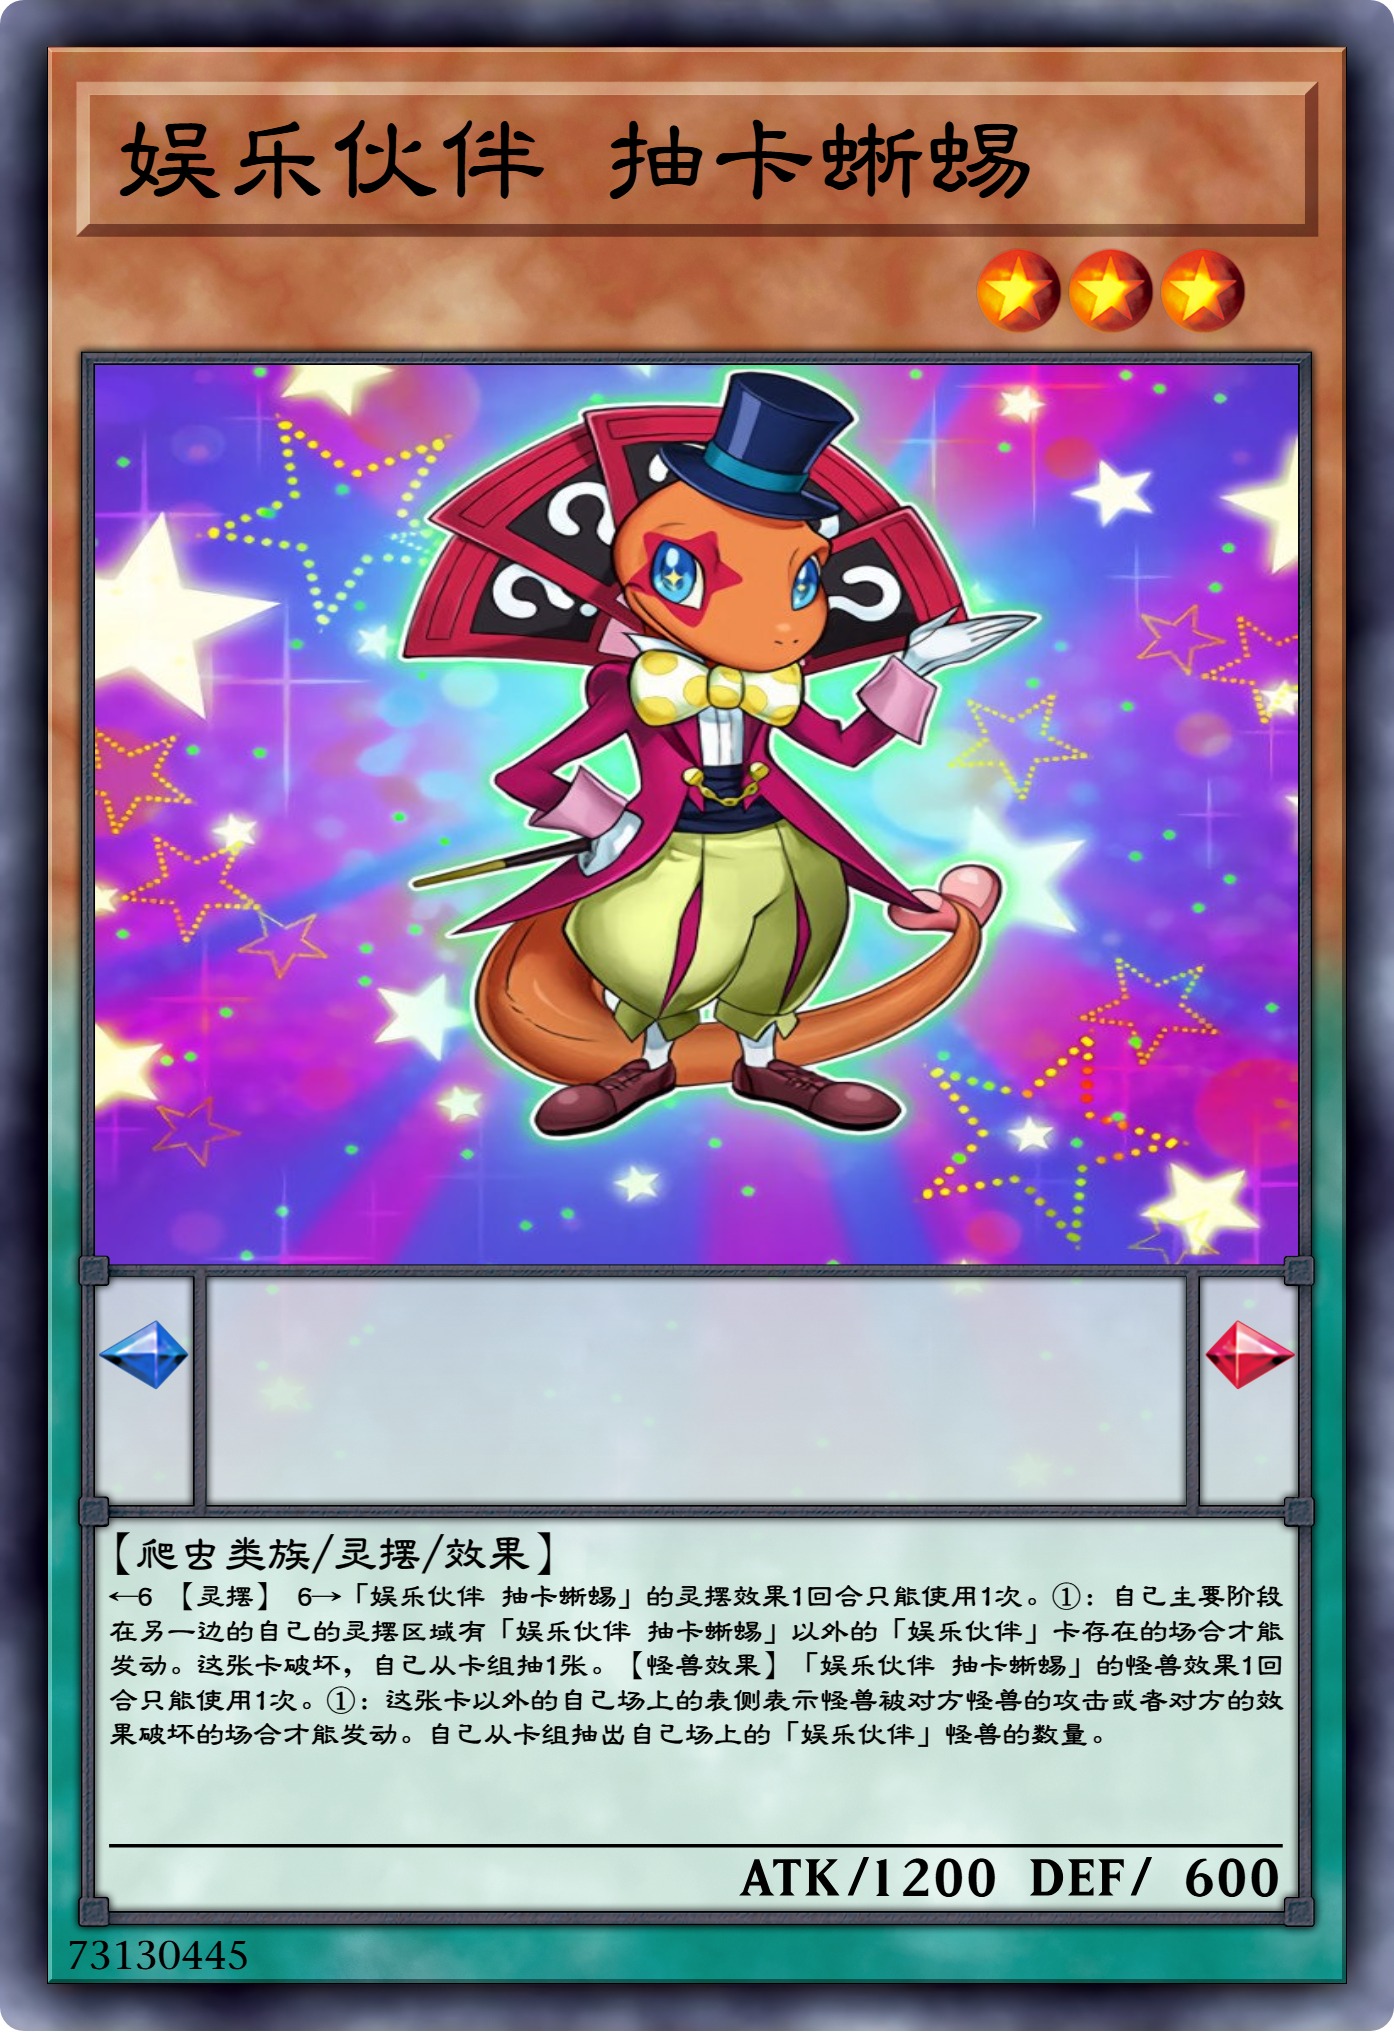 娱乐伙伴 抽卡蜥蜴
? ? ? ?
【爬虫类族/灵摆/效果】
←6 【灵摆】 6→「娱乐伙伴 抽卡蜥蜴」的灵摆效果1回合只能使用1次。①：自己主要阶段
在另一边的自己的灵摆区域有「娱乐伙伴 抽卡蜥蜴」以外的「娱乐伙伴」卡存在的场合才能
发动。这张卡破坏，自己从卡组抽1张。【怪兽效果】「娱乐伙伴 抽卡蜥蜴」的怪兽效果1回
合只能使用1次。①：这张卡以外的自己场上的表侧表示怪兽被对方怪兽的攻击或者对方的效
果破坏的场合才能发动。自己从卡组抽出自己场上的「娱乐伙伴」怪兽的数量。
ATK/1200 DEF/ 600
73130445